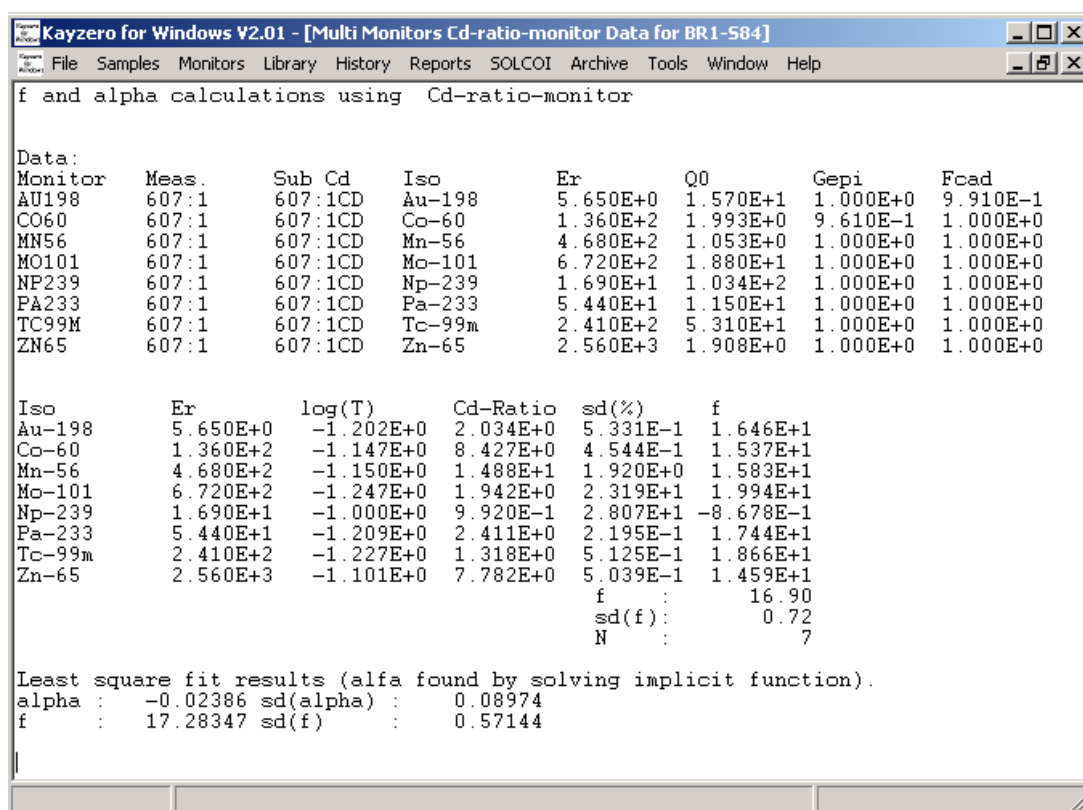 Kayzero for Windows V2.01 - [Multi Monitors Cd-ratio-monitor Data for BR1-S84]
File Samples Monitors Library History Reports SOLCOI Archive Tools Window Help
f and alpha calculations using Cd-ratio-monitor
Data:
Monitor Meas. Sub Cd Iso Er Q0 Gepi Fcad
AU198 607:1 607:1CD Au-198 5.650E+0 1.570E+1 1.000E+0 9.910E-1
CO60 607:1 607:1CD Co-60 1.360E+2 1.993E+0 9.610E-1 1.000E+0
MN56 607:1 607:1CD Mn-56 4.680E+2 1.053E+0 1.000E+0 1.000E+0
MO101 607:1 607:1CD Mo-101 6.720E+2 1.880E+1 1.000E+0 1.000E+0
NP239 607:1 607:1CD Np-239 1.690E+1 1.034E+2 1.000E+0 1.000E+0
PA233 607:1 607:1CD Pa-233 5.440E+1 1.150E+1 1.000E+0 1.000E+0
TC99M 607:1 607:1CD Tc-99m 2.410E+2 5.310E+1 1.000E+0 1.000E+0
ZN65 607:1 607:1CD Zn-65 2.560E+3 1.908E+0 1.000E+0 1.000E+0
Iso Er log(T) Cd-Ratio sd(%) f
Au-198 5.650E+0 -1.202E+0 2.034E+0 5.331E-1 1.646E+1
Co-60 1.360E+2 -1.147E+0 8.427E+0 4.544E-1 1.537E+1
Mn-56 4.680E+2 -1.150E+0 1.488E+1 1.920E+0 1.583E+1
Mo-101 6.720E+2 -1.247E+0 1.942E+0 2.319E+1 1.994E+1
Np-239 1.690E+1 -1.000E+0 9.920E-1 2.807E+1 -8.678E-1
Pa-233 5.440E+1 -1.209E+0 2.411E+0 2.195E-1 1.744E+1
Tc-99m 2.410E+2 -1.227E+0 1.318E+0 5.125E-1 1.866E+1
Zn-65 2.560E+3 -1.101E+0 7.782E+0 5.039E-1 1.459E+1
f : 16.90
sd(f): 0.72
N : 7
Least square fit results (alfa found by solving implicit function).
alpha : -0.02386 sd(alpha) : 0.08974
f : 17.28347 sd(f) : 0.57144